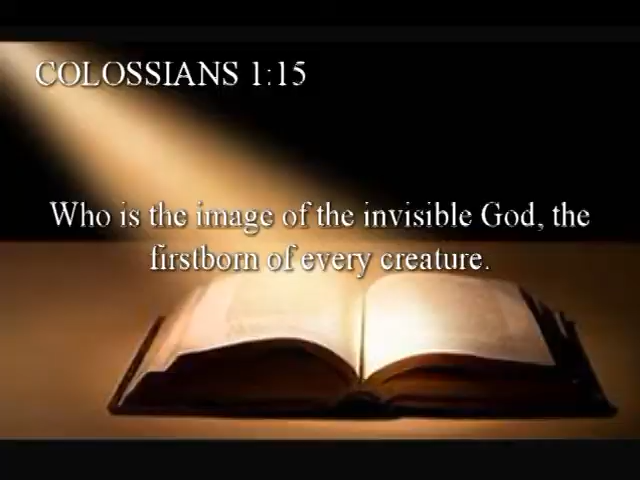 COLOSSIANS 1:15
Who is the image of the invisible God, the
firstborn of every creature.